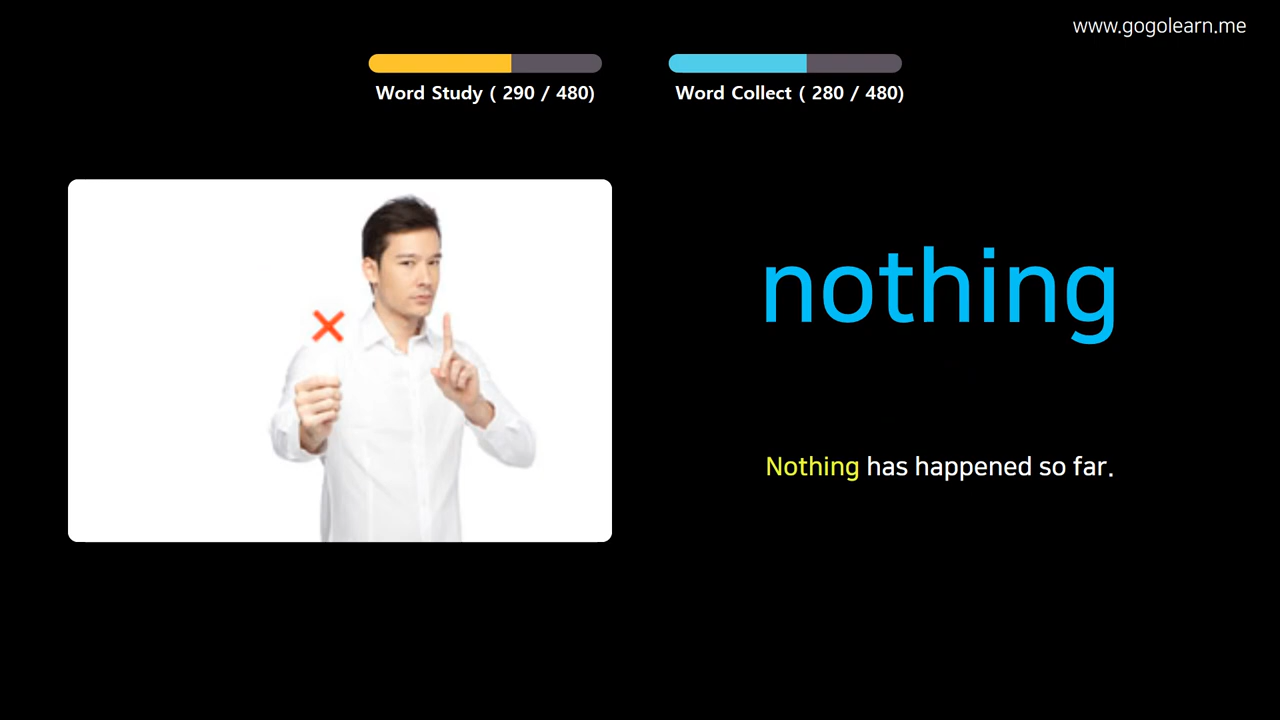 www.gogolearn.me
Word Study ( 290 / 480)
Word Collect ( 280 / 480)
nothing
Nothing has happened so far.